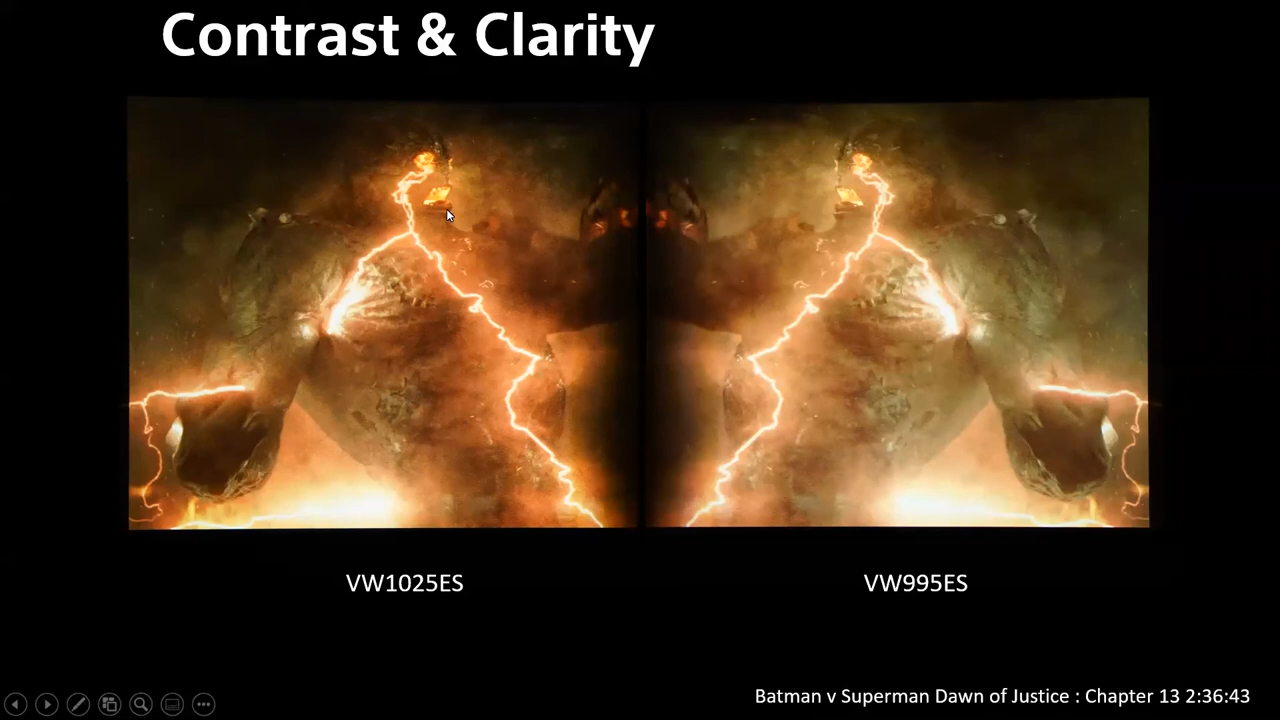 Contrast & Clarity
VW1025ES
VW995ES
Batman v Superman Dawn of Justice : Chapter 13 2:36:43